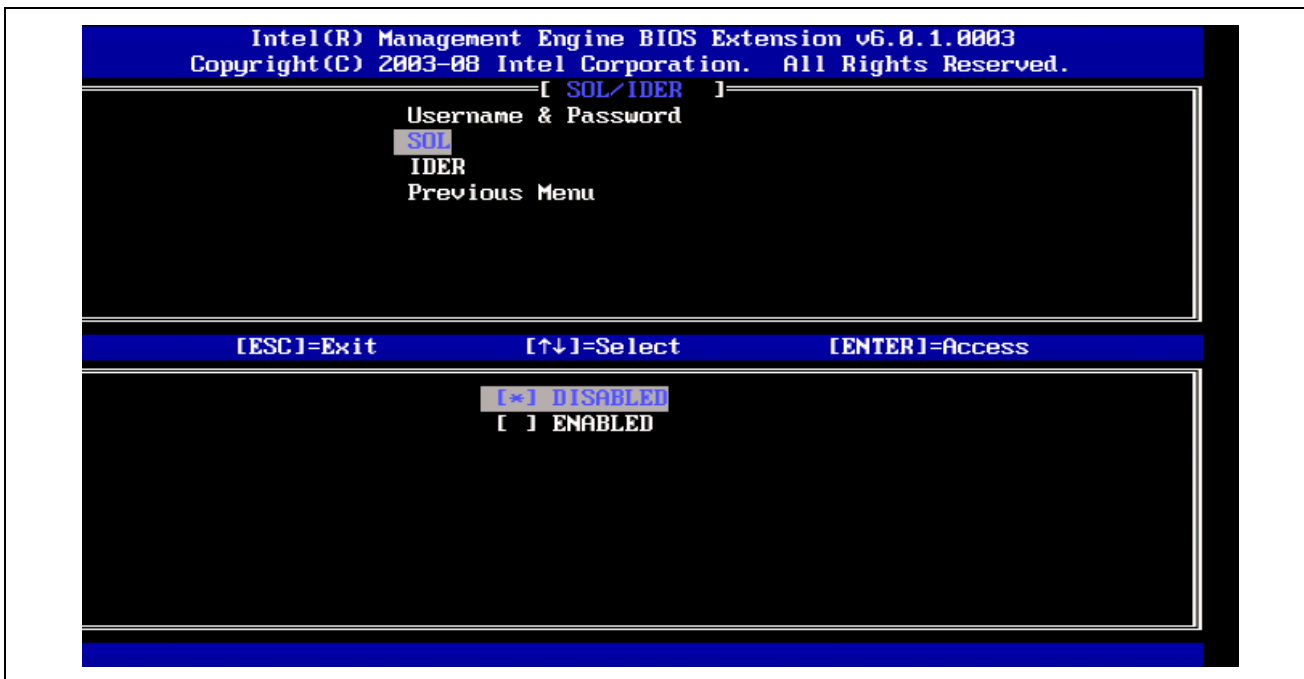 Intel(R) Management Engine BIOS Extension v6.0.1.0003
Copyright(C) 2003-08 Intel Corporation. All Rights Reserved.
[ SOL/IDER ]
Username & Password
SOL
IDER
Previous Menu
[ESC]=Exit [↑↓]=Select [ENTER]=Access
[*] DISABLED
[ ] ENABLED